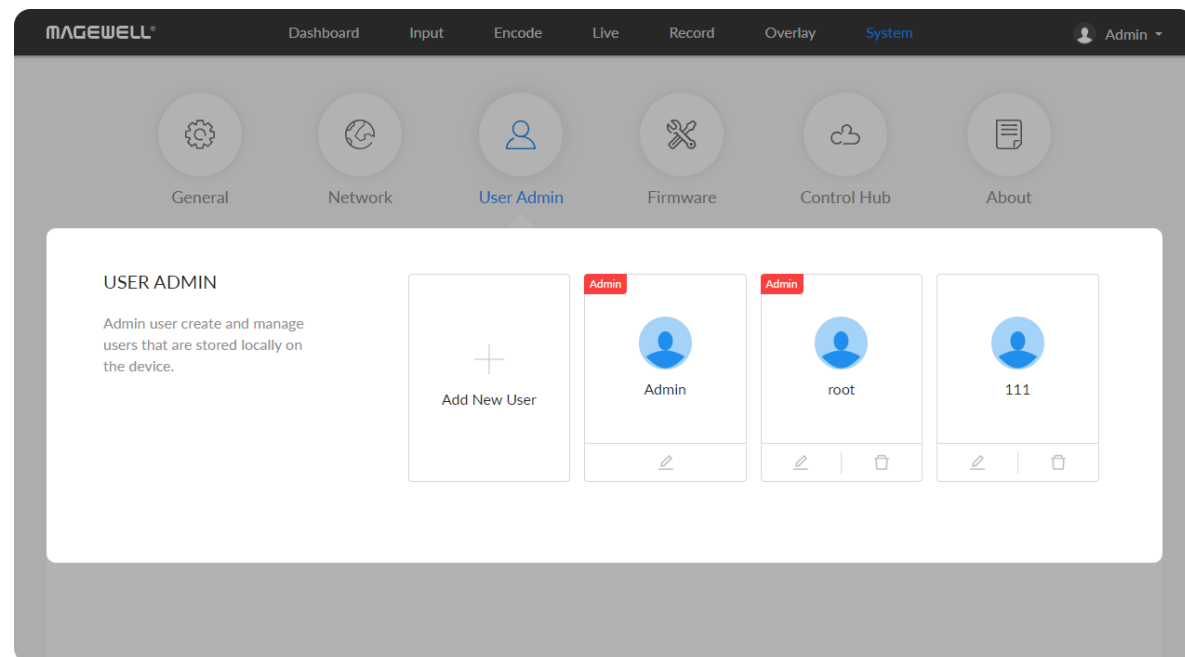 MAGEWELL®
Dashboard
Input
Encode
Live
Record
Overlay
System
Admin
General
Network
User Admin
Firmware
Control Hub
About
USER ADMIN
Admin user create and manage
users that are stored locally on
the device.
Add New User
Admin
Admin
Admin
root
111